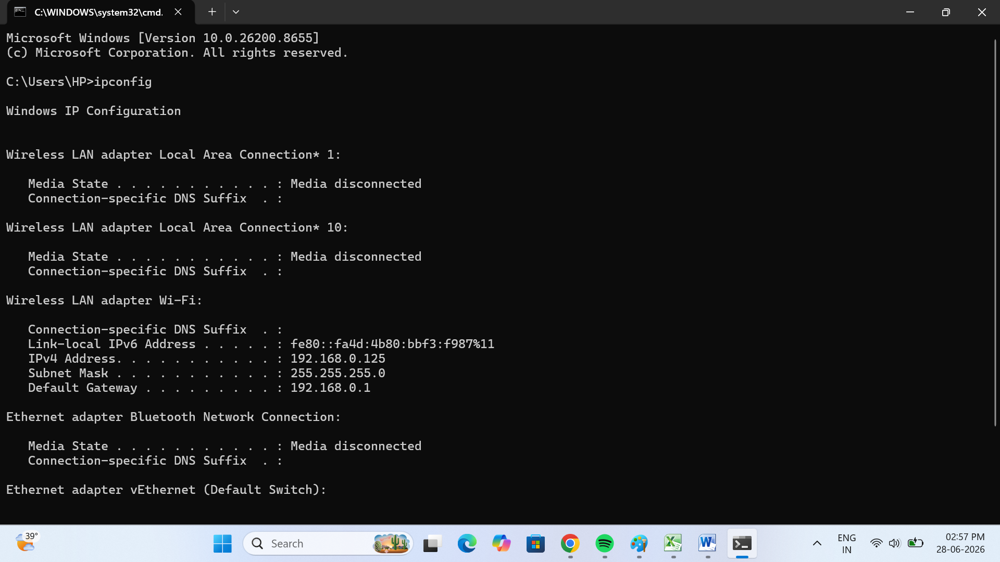 C:\WINDOWS\system32\cmd.
Microsoft Windows [Version 10.0.26200.8655]
(c) Microsoft Corporation. All rights reserved.
C:\Users\HP>ipconfig
Windows IP Configuration
Wireless LAN adapter Local Area Connection* 1:
Media State . . . . . . . . . . . : Media disconnected
Connection-specific DNS Suffix  . :
Wireless LAN adapter Local Area Connection* 10:
Media State . . . . . . . . . . . : Media disconnected
Connection-specific DNS Suffix  . :
Wireless LAN adapter Wi-Fi:
Connection-specific DNS Suffix  . :
Link-local IPv6 Address . . . . . : fe80::fa4d:4b80:bbf3:f987%11
IPv4 Address. . . . . . . . . . . : 192.168.0.125
Subnet Mask . . . . . . . . . . . : 255.255.255.0
Default Gateway . . . . . . . . . : 192.168.0.1
Ethernet adapter Bluetooth Network Connection:
Media State . . . . . . . . . . . : Media disconnected
Connection-specific DNS Suffix  . :
Ethernet adapter vEthernet (Default Switch):
39°
Search
ENG
IN
02:57 PM
28-06-2026